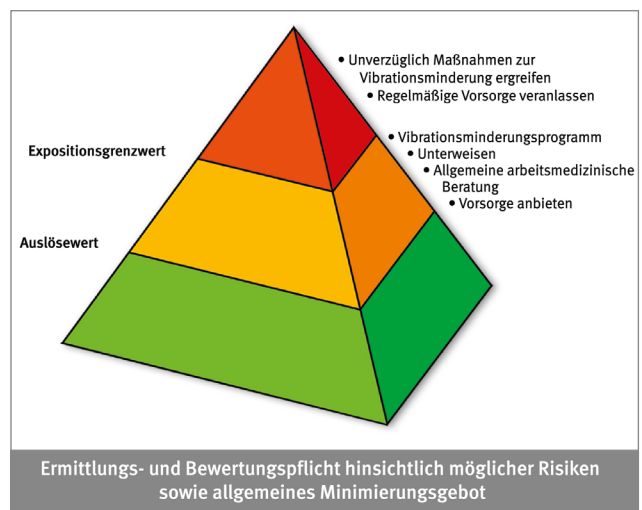 • Unverzüglich Maßnahmen zur
Vibrationsminderung ergreifen
• Regelmäßige Vorsorge veranlassen
Expositionsgrenzwert
• Vibrationsminderungsprogramm
• Unterweisen
• Allgemeine arbeitsmedizinische
Beratung
• Vorsorge anbieten
Auslösewert
Ermittlungs- und Bewertungspflicht hinsichtlich möglicher Risiken
sowie allgemeines Minimierungsgebot